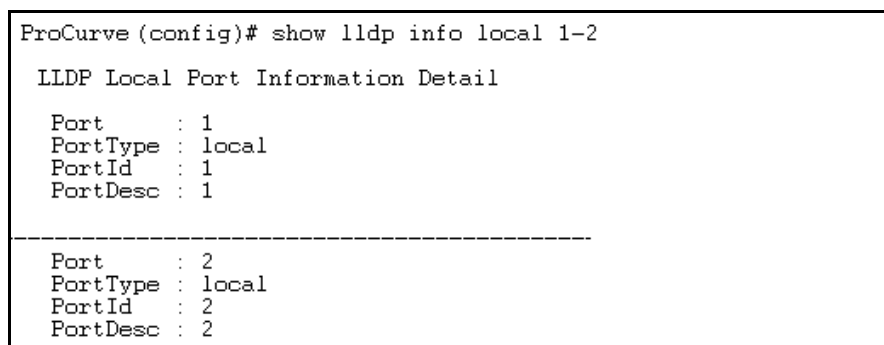 ProCurve (config)# show lldp info local 1-2
LLDP Local Port Information Detail
Port : 1
PortType : local
PortId : 1
PortDesc : 1
------------------------------------------------------------
Port : 2
PortType : local
PortId : 2
PortDesc : 2